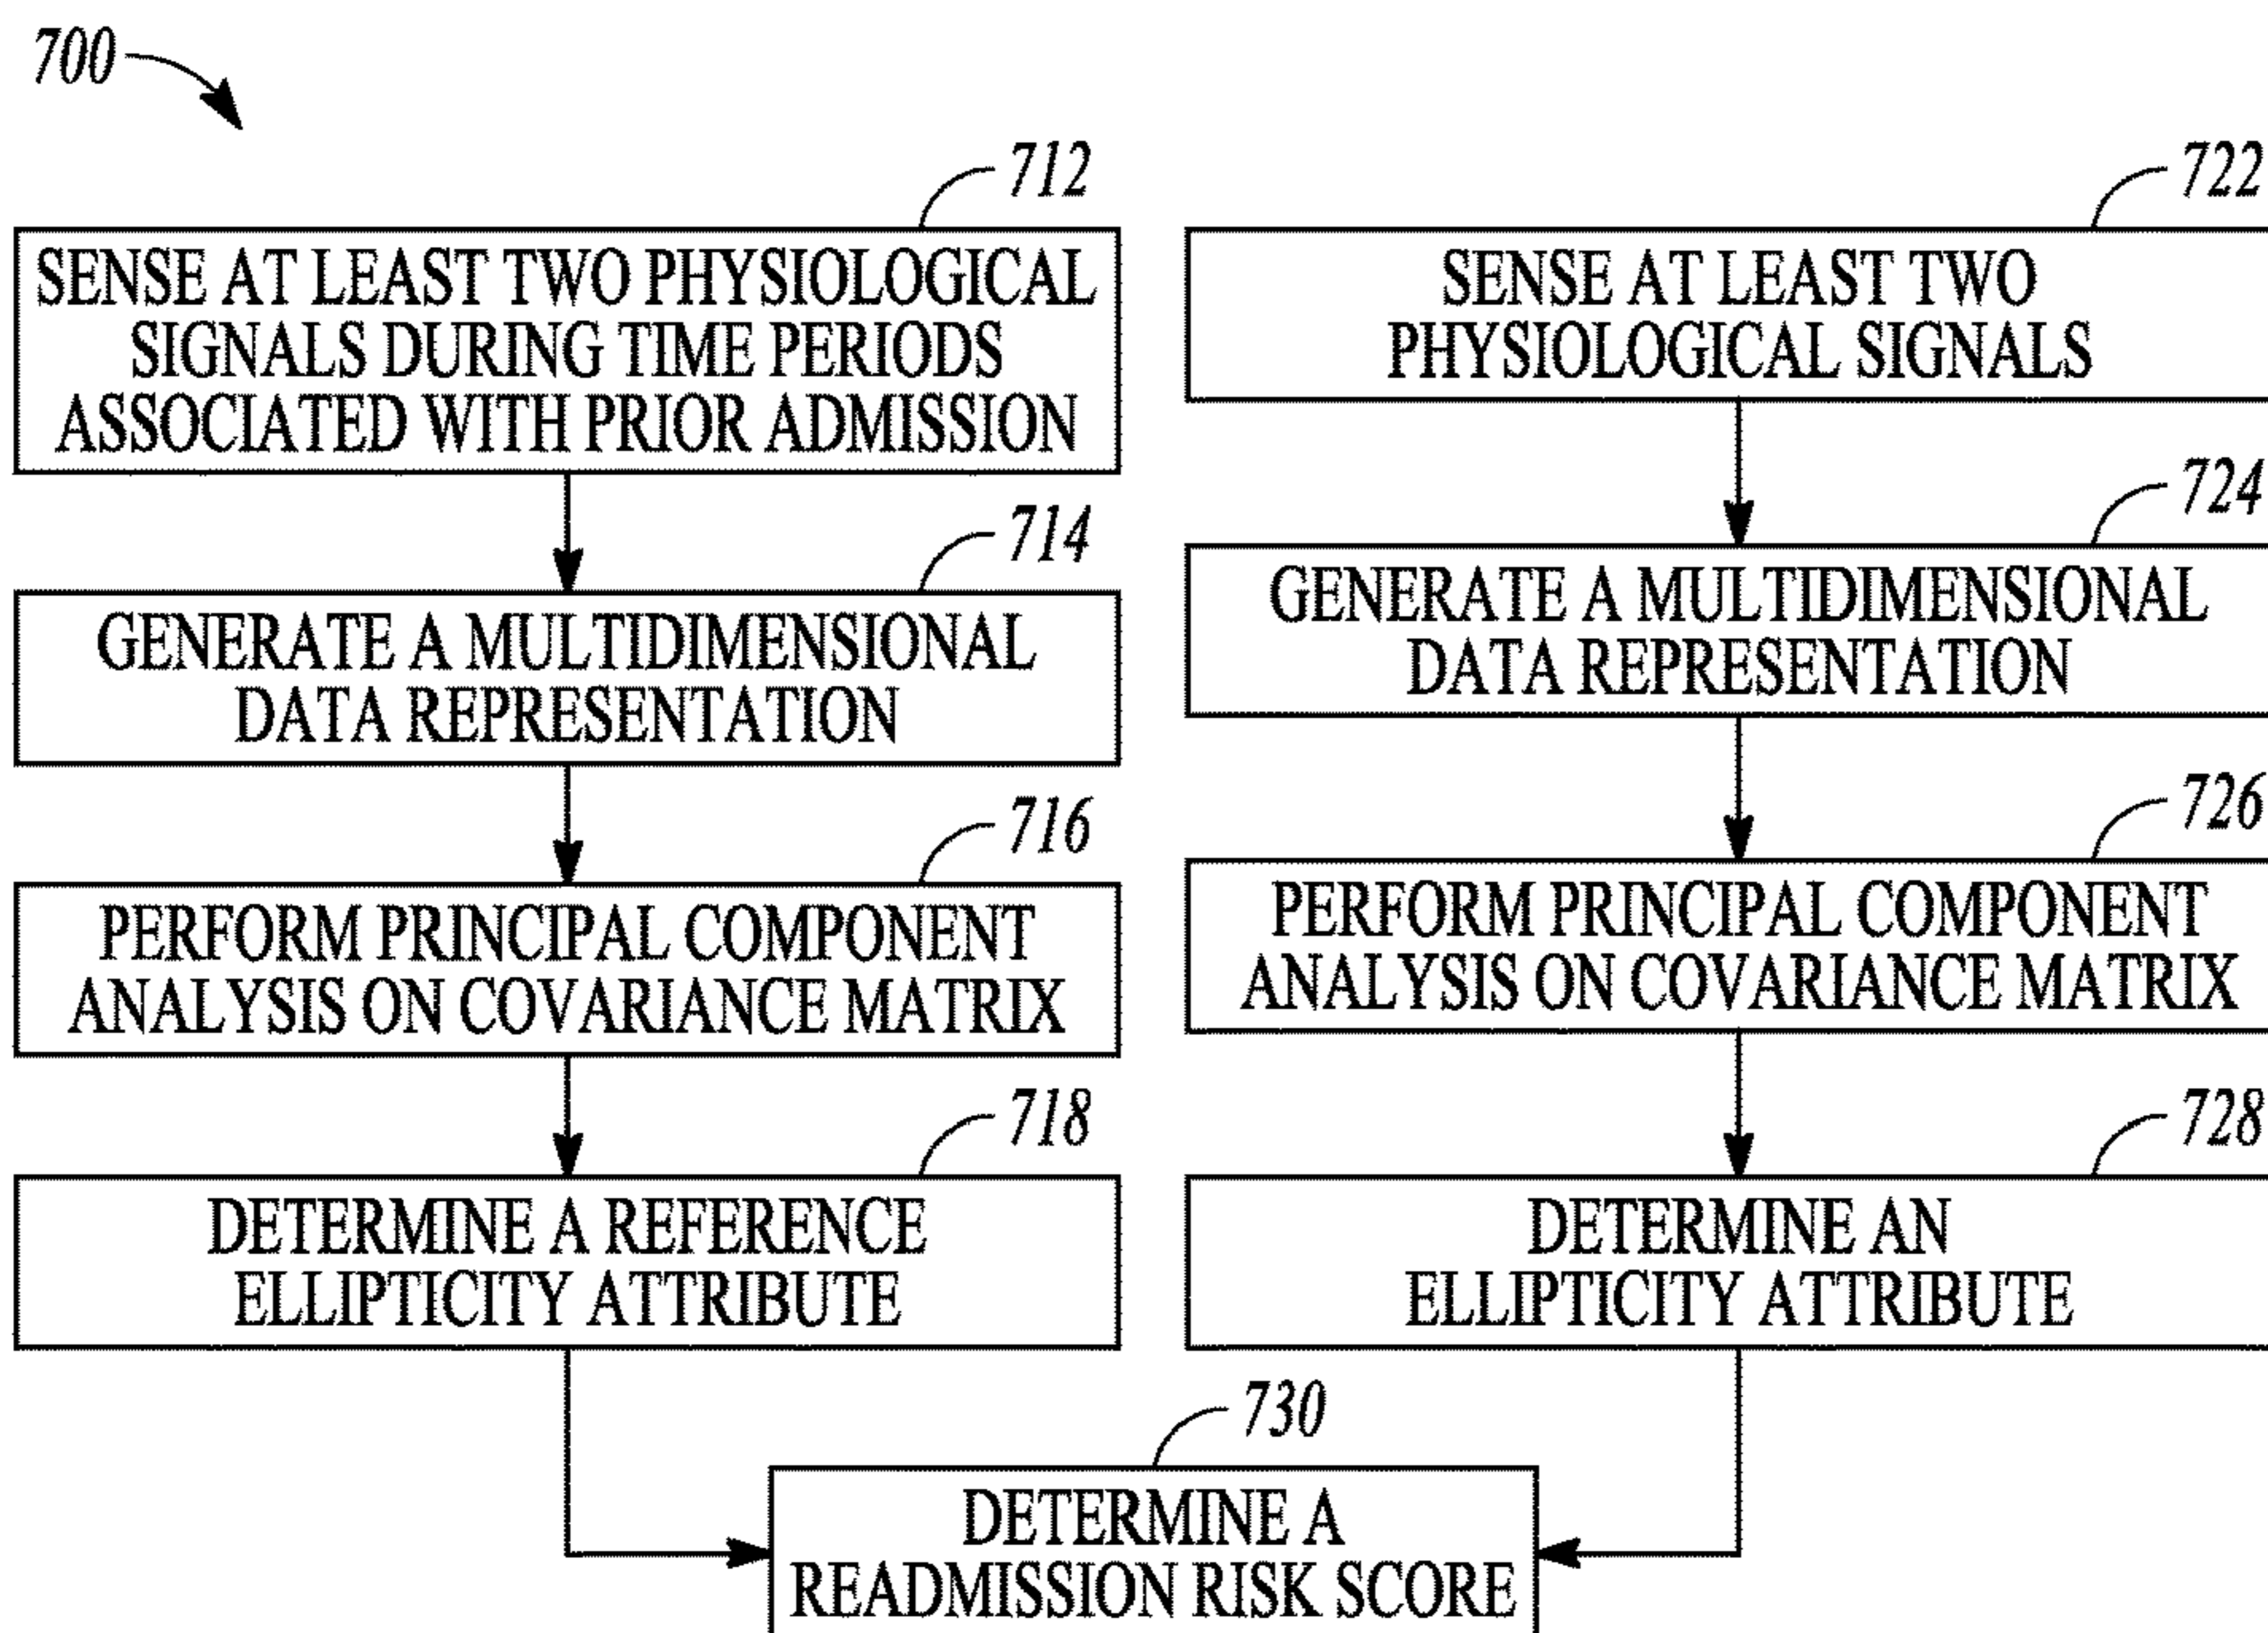 700
712
SENSE AT LEAST TWO PHYSIOLOGICAL
SIGNALS DURING TIME PERIODS
ASSOCIATED WITH PRIOR ADMISSION
714
GENERATE A MULTIDIMENSIONAL
DATA REPRESENTATION
716
PERFORM PRINCIPAL COMPONENT
ANALYSIS ON COVARIANCE MATRIX
718
DETERMINE A REFERENCE
ELLIPTICITY ATTRIBUTE
722
SENSE AT LEAST TWO
PHYSIOLOGICAL SIGNALS
724
GENERATE A MULTIDIMENSIONAL
DATA REPRESENTATION
726
PERFORM PRINCIPAL COMPONENT
ANALYSIS ON COVARIANCE MATRIX
728
DETERMINE AN
ELLIPTICITY ATTRIBUTE
730
DETERMINE A
READMISSION RISK SCORE